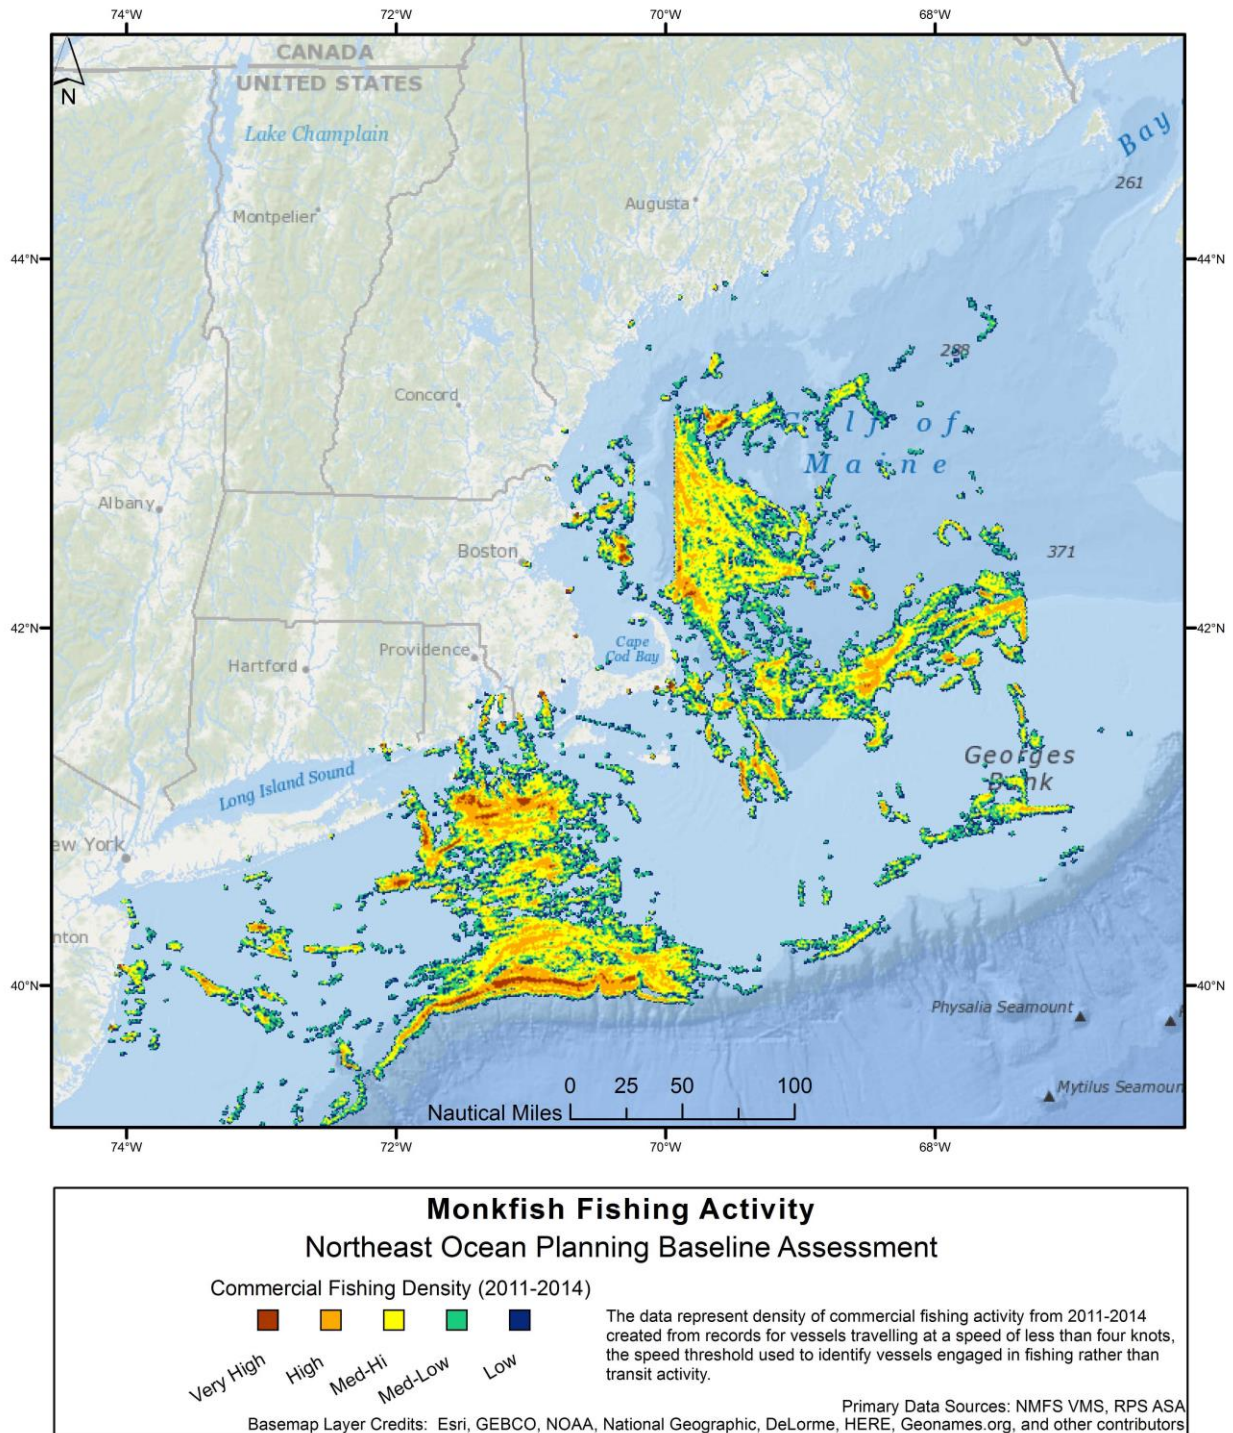 74°W 72°W 70°W 68°W
CANADA
UNITED STATES
N
Lake Champlain
Bay
261
Augusta
Montpelier
44°N 44°N
288
Concord
Gulf of
Maine
Albany
Boston
371
42°N 42°N
Cape
Cod Bay
Providence
Hartford
Georges
Bank
Long Island Sound
ew York
nton
40°N 40°N
Physalia Seamount
Mytilus Seamoun
0 25 50 100
Nautical Miles
74°W 72°W 70°W 68°W
Monkfish Fishing Activity
Northeast Ocean Planning Baseline Assessment
Commercial Fishing Density (2011-2014)
Very High High Med-Hi Med-Low Low
The data represent density of commercial fishing activity from 2011-2014
created from records for vessels travelling at a speed of less than four knots,
the speed threshold used to identify vessels engaged in fishing rather than
transit activity.
Primary Data Sources: NMFS VMS, RPS ASA
Basemap Layer Credits: Esri, GEBCO, NOAA, National Geographic, DeLorme, HERE, Geonames.org, and other contributors